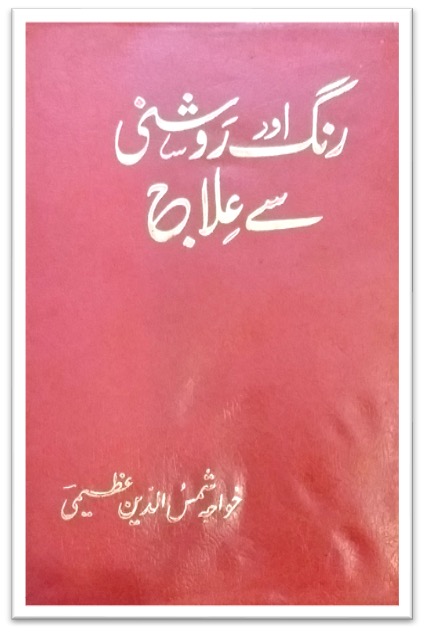 رنگ اور روشنی
سے علاج
خواجہ شمس الدین عظیمی